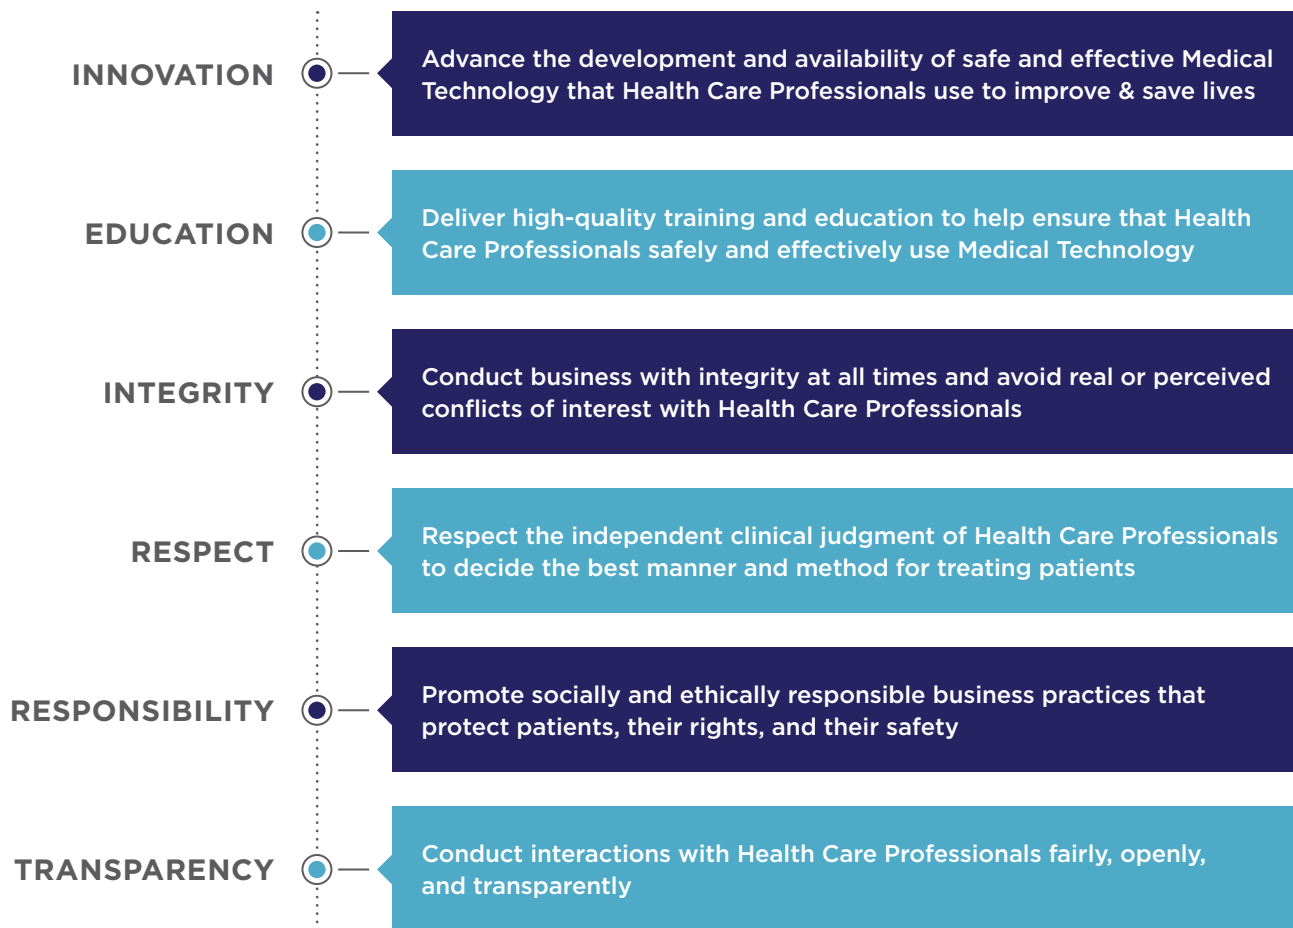 INNOVATION
Advance the development and availability of safe and effective Medical
Technology that Health Care Professionals use to improve & save lives
EDUCATION
Deliver high-quality training and education to help ensure that Health
Care Professionals safely and effectively use Medical Technology
INTEGRITY
Conduct business with integrity at all times and avoid real or perceived
conflicts of interest with Health Care Professionals
RESPECT
Respect the independent clinical judgment of Health Care Professionals
to decide the best manner and method for treating patients
RESPONSIBILITY
Promote socially and ethically responsible business practices that
protect patients, their rights, and their safety
TRANSPARENCY
Conduct interactions with Health Care Professionals fairly, openly,
and transparently